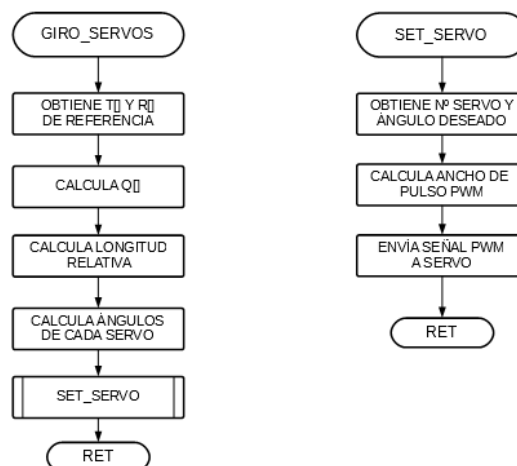 GIRO_SERVOS
OBTIENE T[] Y R[]
DE REFERENCIA
CALCULA Q[]
CALCULA LONGITUD
RELATIVA
CALCULA ÁNGULOS
DE CADA SERVO
SET_SERVO
RET
SET_SERVO
OBTIENE Nº SERVO Y
ÁNGULO DESEADO
CALCULA ANCHO DE
PULSO PWM
ENVÍA SEÑAL PWM
A SERVO
RET